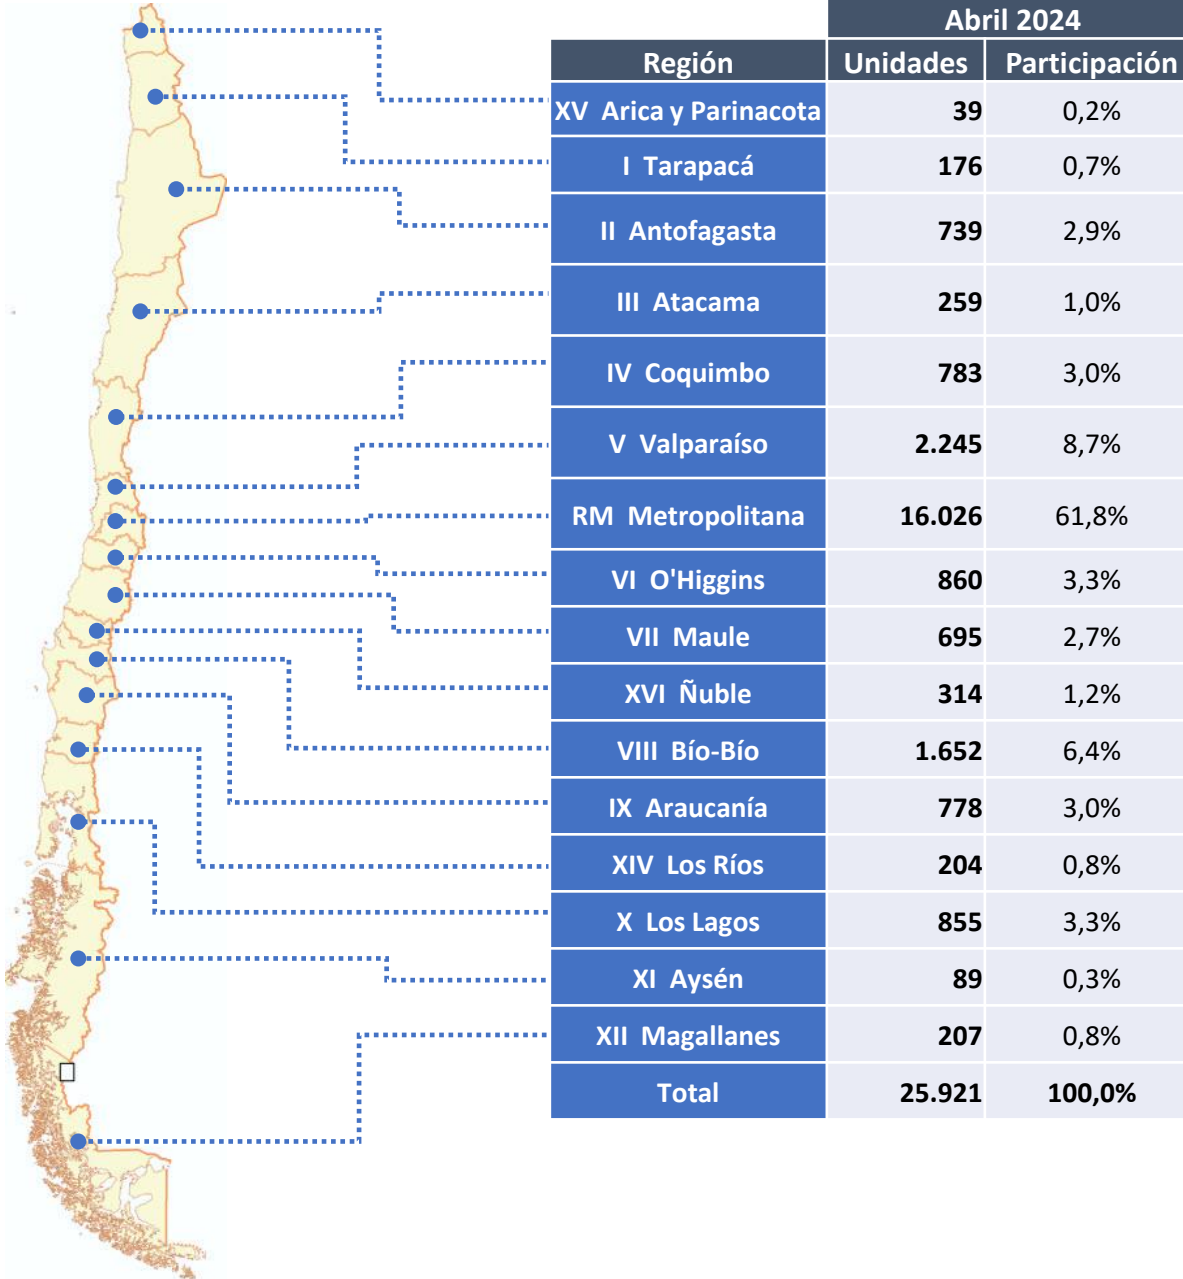 Abril 2024
Región Unidades Participación
XV Arica y Parinacota 39 0,2%
I Tarapacá 176 0,7%
II Antofagasta 739 2,9%
III Atacama 259 1,0%
IV Coquimbo 783 3,0%
V Valparaíso 2.245 8,7%
RM Metropolitana 16.026 61,8%
VI O'Higgins 860 3,3%
VII Maule 695 2,7%
XVI Ñuble 314 1,2%
VIII Bío-Bío 1.652 6,4%
IX Araucanía 778 3,0%
XIV Los Ríos 204 0,8%
X Los Lagos 855 3,3%
XI Aysén 89 0,3%
XII Magallanes 207 0,8%
Total 25.921 100,0%